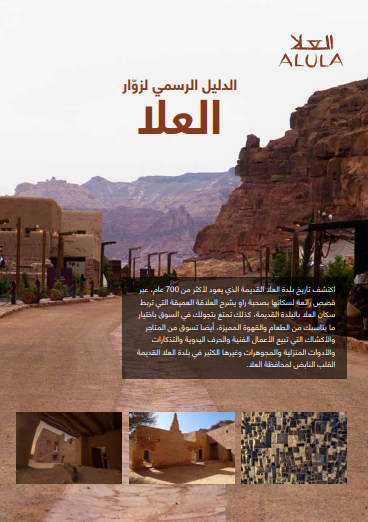 العلا
ALULA
الدليل الرسمي لزوّار
العلا
اكتشف تاريخ بلدة العلا القديمة الذي يعود لأكثر من 700 عام، عبر
قصص رائعة لسكانها بصحبة راوٍ يشرح العلاقة العميقة التي تربط
سكان العلا بالبلدة القديمة، كذلك تمتع بتجولك في السوق باختيار
ما يناسبك من الطعام والقهوة المميزة، أيضا تسوق من المتاجر
والأكشاك التي تبيع الأعمال الفنية والحرف اليدوية والتذكارات
والأدوات المنزلية والمجوهرات وغيرها الكثير في بلدة العلا القديمة
القلب النابض لمحافظة العلا.